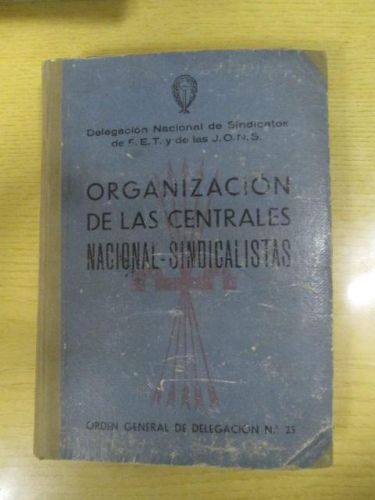 Delegación Nacional de Sindicatos
de F.E.T. y de las J.O.N.S.
ORGANIZACIÓN
DE LAS CENTRALES
NACIONAL-SINDICALISTAS
ORDEN GENERAL DE DELEGACIÓN N.º 25